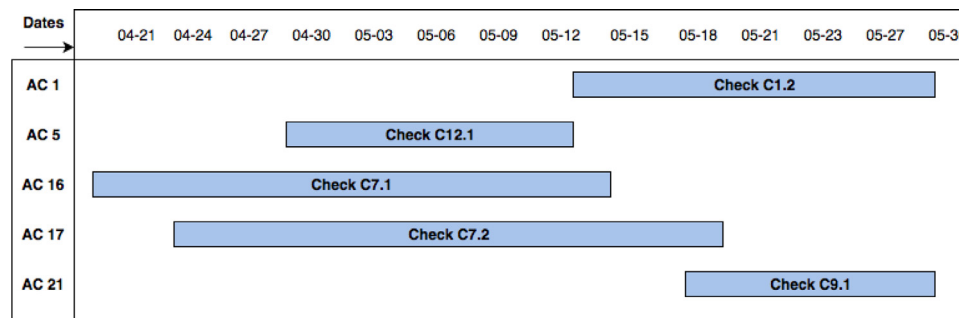 Dates
04-21 04-24 04-27 04-30 05-03 05-06 05-09 05-12 05-15 05-18 05-21 05-23 05-27
AC 1 Check C1.2
AC 5 Check C12.1
AC 16 Check C7.1
AC 17 Check C7.2
AC 21 Check C9.1